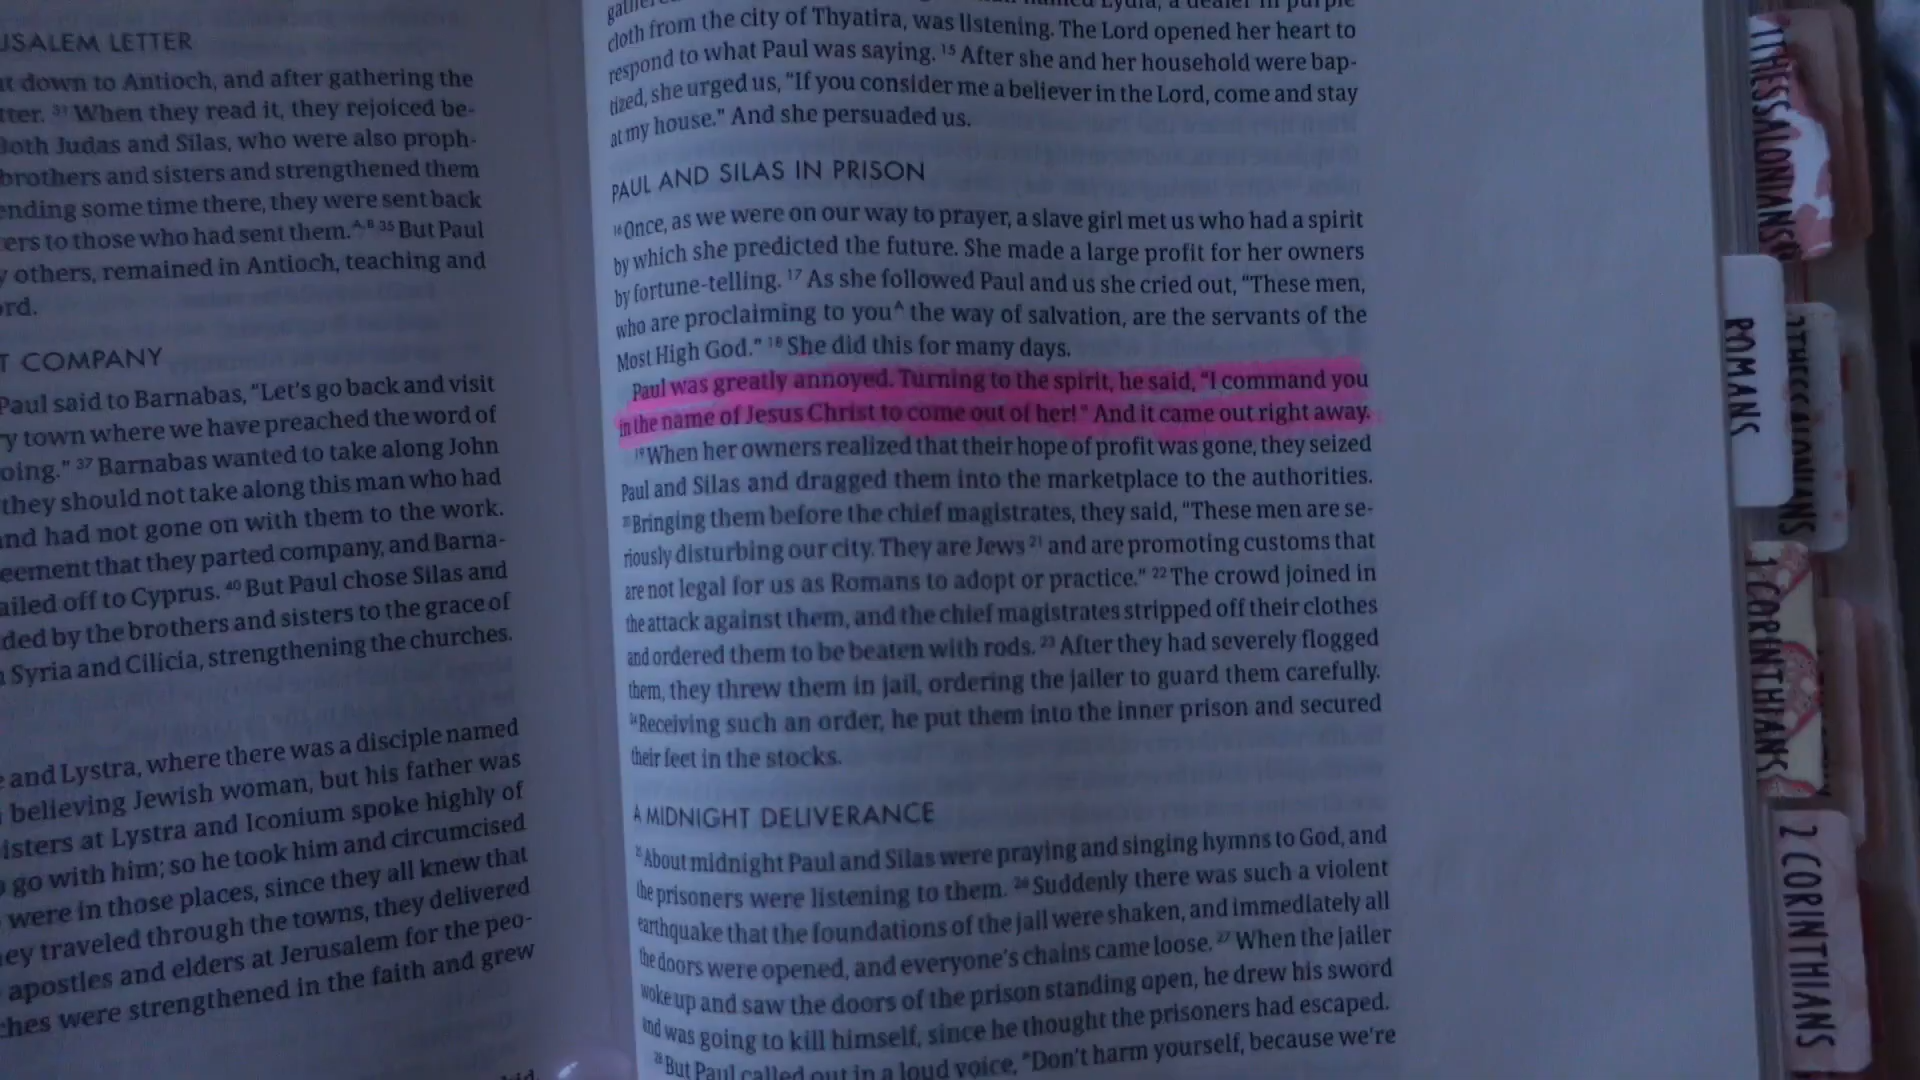 USALEM LETTER
t down to Antioch, and after gathering the
tter. 31 When they read it, they rejoiced be-
Both Judas and Silas, who were also proph-
brothers and sisters and strengthened them
ending some time there, they were sent back
ers to those who had sent them.^A,B 35 But Paul
y others, remained in Antioch, teaching and
ord.
T COMPANY
Paul said to Barnabas, “Let’s go back and visit
y town where we have preached the word of
oing.” 37 Barnabas wanted to take along John
they should not take along this man who had
and had not gone on with them to the work.
eement that they parted company, and Barna-
ailed off to Cyprus. 40 But Paul chose Silas and
ded by the brothers and sisters to the grace of
Syria and Cilicia, strengthening the churches.
and Lystra, where there was a disciple named
believing Jewish woman, but his father was
isters at Lystra and Iconium spoke highly of
go with him; so he took him and circumcised
were in those places, since they all knew that
ey traveled through the towns, they delivered
apostles and elders at Jerusalem for the peo-
ches were strengthened in the faith and grew
Lydia, a dealer in purple
cloth from the city of Thyatira, was listening. The Lord opened her heart to
respond to what Paul was saying. 15 After she and her household were bap-
tized, she urged us, “If you consider me a believer in the Lord, come and stay
at my house.” And she persuaded us.
PAUL AND SILAS IN PRISON
16 Once, as we were on our way to prayer, a slave girl met us who had a spirit
by which she predicted the future. She made a large profit for her owners
by fortune-telling. 17 As she followed Paul and us she cried out, “These men,
who are proclaiming to you^A the way of salvation, are the servants of the
Most High God.” 18 She did this for many days.
Paul was greatly annoyed. Turning to the spirit, he said, “I command you
in the name of Jesus Christ to come out of her!” And it came out right away.
19 When her owners realized that their hope of profit was gone, they seized
Paul and Silas and dragged them into the marketplace to the authorities.
20 Bringing them before the chief magistrates, they said, “These men are se-
riously disturbing our city. They are Jews 21 and are promoting customs that
are not legal for us as Romans to adopt or practice.” 22 The crowd joined in
the attack against them, and the chief magistrates stripped off their clothes
and ordered them to be beaten with rods. 23 After they had severely flogged
them, they threw them in jail, ordering the jailer to guard them carefully.
24 Receiving such an order, he put them into the inner prison and secured
their feet in the stocks.
A MIDNIGHT DELIVERANCE
25 About midnight Paul and Silas were praying and singing hymns to God, and
the prisoners were listening to them. 26 Suddenly there was such a violent
earthquake that the foundations of the jail were shaken, and immediately all
the doors were opened, and everyone’s chains came loose. 27 When the jailer
woke up and saw the doors of the prison standing open, he drew his sword
and was going to kill himself, since he thought the prisoners had escaped.
28 But Paul called out in a loud voice, “Don’t harm yourself, because we’re
1 THESSALONIANS
ROMANS
2 THESSALONIANS
1 CORINTHIANS
2 CORINTHIANS